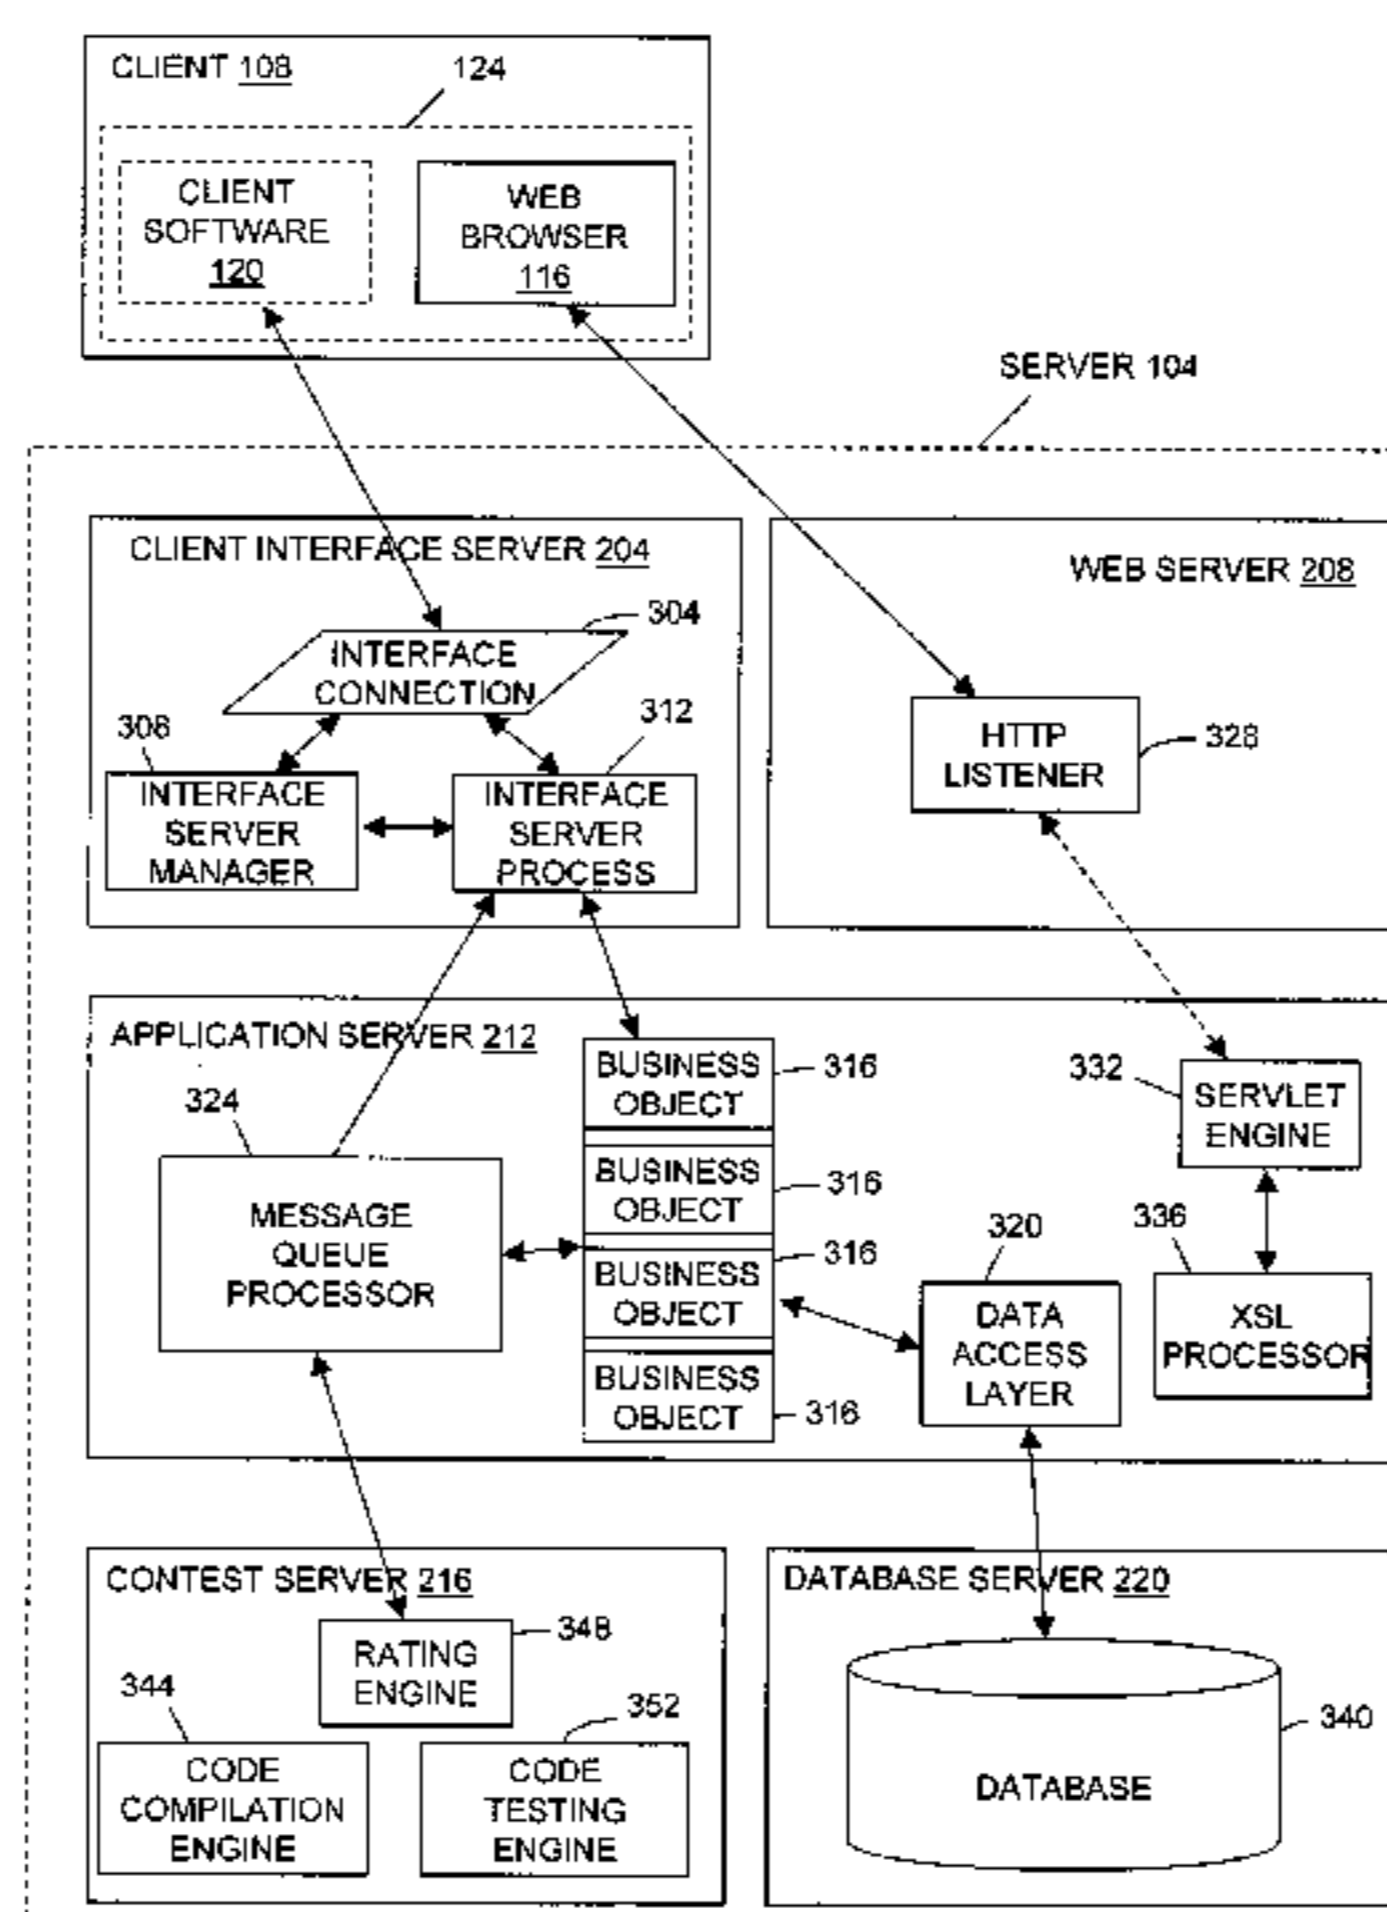 CLIENT 108
124
CLIENT
SOFTWARE
120
WEB
BROWSER
116
SERVER 104
CLIENT INTERFACE SERVER 204
304
INTERFACE
CONNECTION
308
INTERFACE
SERVER
MANAGER
312
INTERFACE
SERVER
PROCESS
WEB SERVER 208
HTTP
LISTENER
328
APPLICATION SERVER 212
324
MESSAGE
QUEUE
PROCESSOR
BUSINESS
OBJECT
316
BUSINESS
OBJECT
316
BUSINESS
OBJECT
316
BUSINESS
OBJECT
316
320
DATA
ACCESS
LAYER
332
SERVLET
ENGINE
336
XSL
PROCESSOR
CONTEST SERVER 216
RATING
ENGINE
348
344
CODE
COMPILATION
ENGINE
352
CODE
TESTING
ENGINE
DATABASE SERVER 220
DATABASE
340